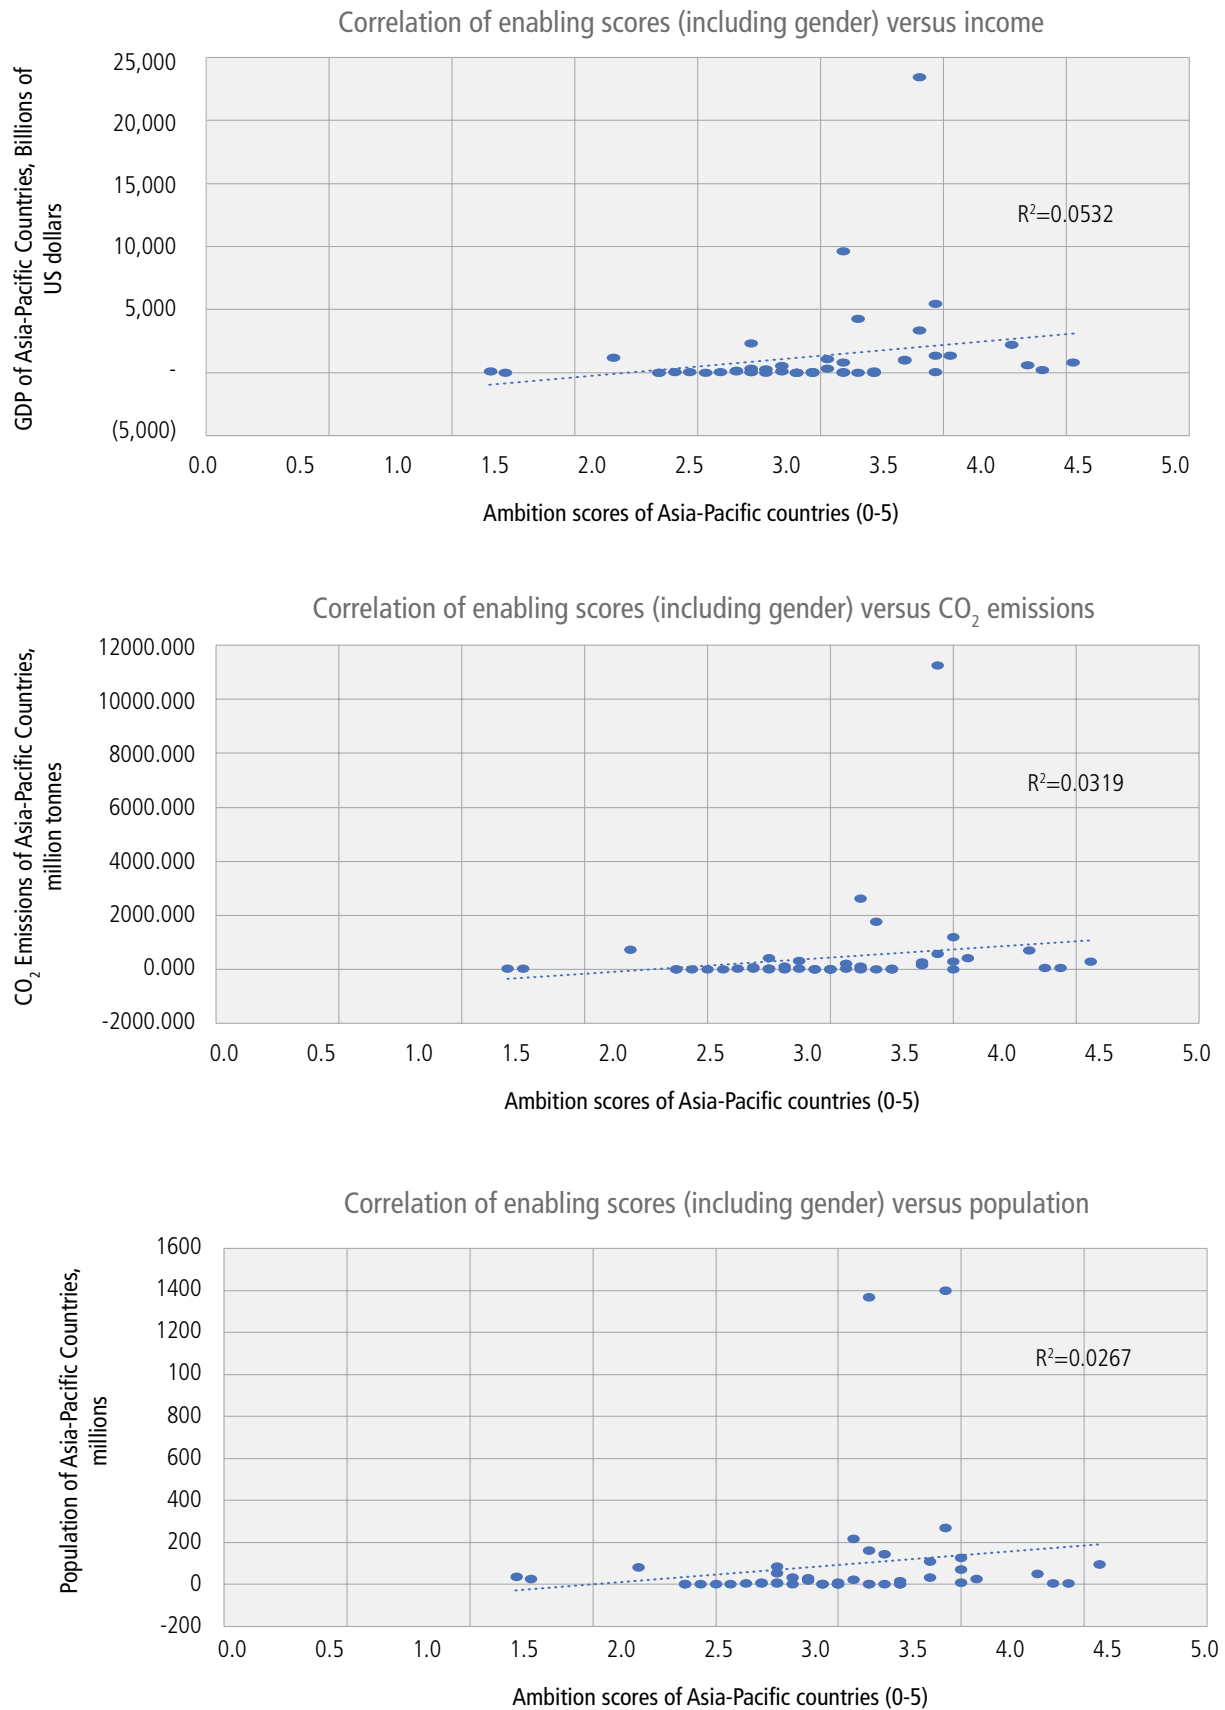 Correlation of enabling scores (including gender) versus income
GDP of Asia-Pacific Countries, Billions of
US dollars
25,000
20,000
15,000
10,000
5,000
-
(5,000)
R²=0.0532
0.0 0.5 1.0 1.5 2.0 2.5 3.0 3.5 4.0 4.5 5.0
Ambition scores of Asia-Pacific countries (0-5)
Correlation of enabling scores (including gender) versus CO₂ emissions
CO₂ Emissions of Asia-Pacific Countries,
million tonnes
12000.000
10000.000
8000.000
6000.000
4000.000
2000.000
0.000
-2000.000
R²=0.0319
0.0 0.5 1.0 1.5 2.0 2.5 3.0 3.5 4.0 4.5 5.0
Ambition scores of Asia-Pacific countries (0-5)
Correlation of enabling scores (including gender) versus population
Population of Asia-Pacific Countries,
millions
1600
1400
1200
100
800
600
400
200
0
-200
R²=0.0267
0.0 0.5 1.0 1.5 2.0 2.5 3.0 3.5 4.0 4.5 5.0
Ambition scores of Asia-Pacific countries (0-5)